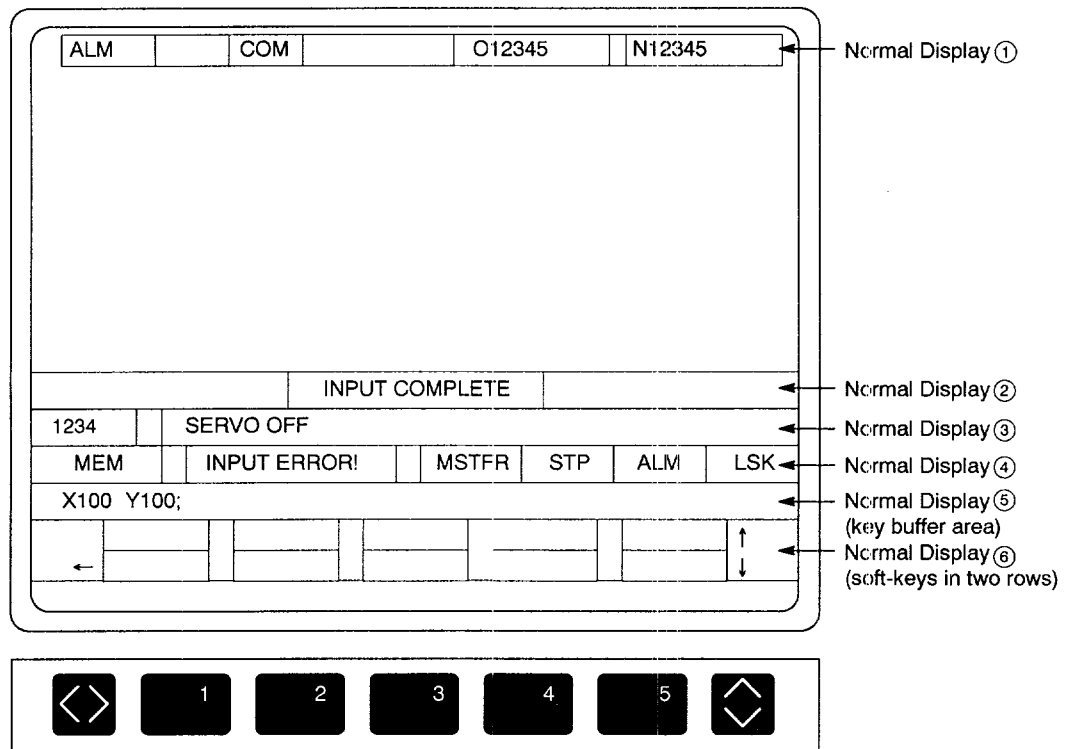 ALM COM O12345 N12345 Normal Display ①
INPUT COMPLETE Normal Display ②
1234 SERVO OFF Normal Display ③
MEM INPUT ERROR! MSTFR STP ALM LSK Normal Display ④
X100 Y100; Normal Display ⑤
(key buffer area)
← ↑ ↓ Normal Display ⑥
(soft-keys in two rows)
1 2 3 4 5